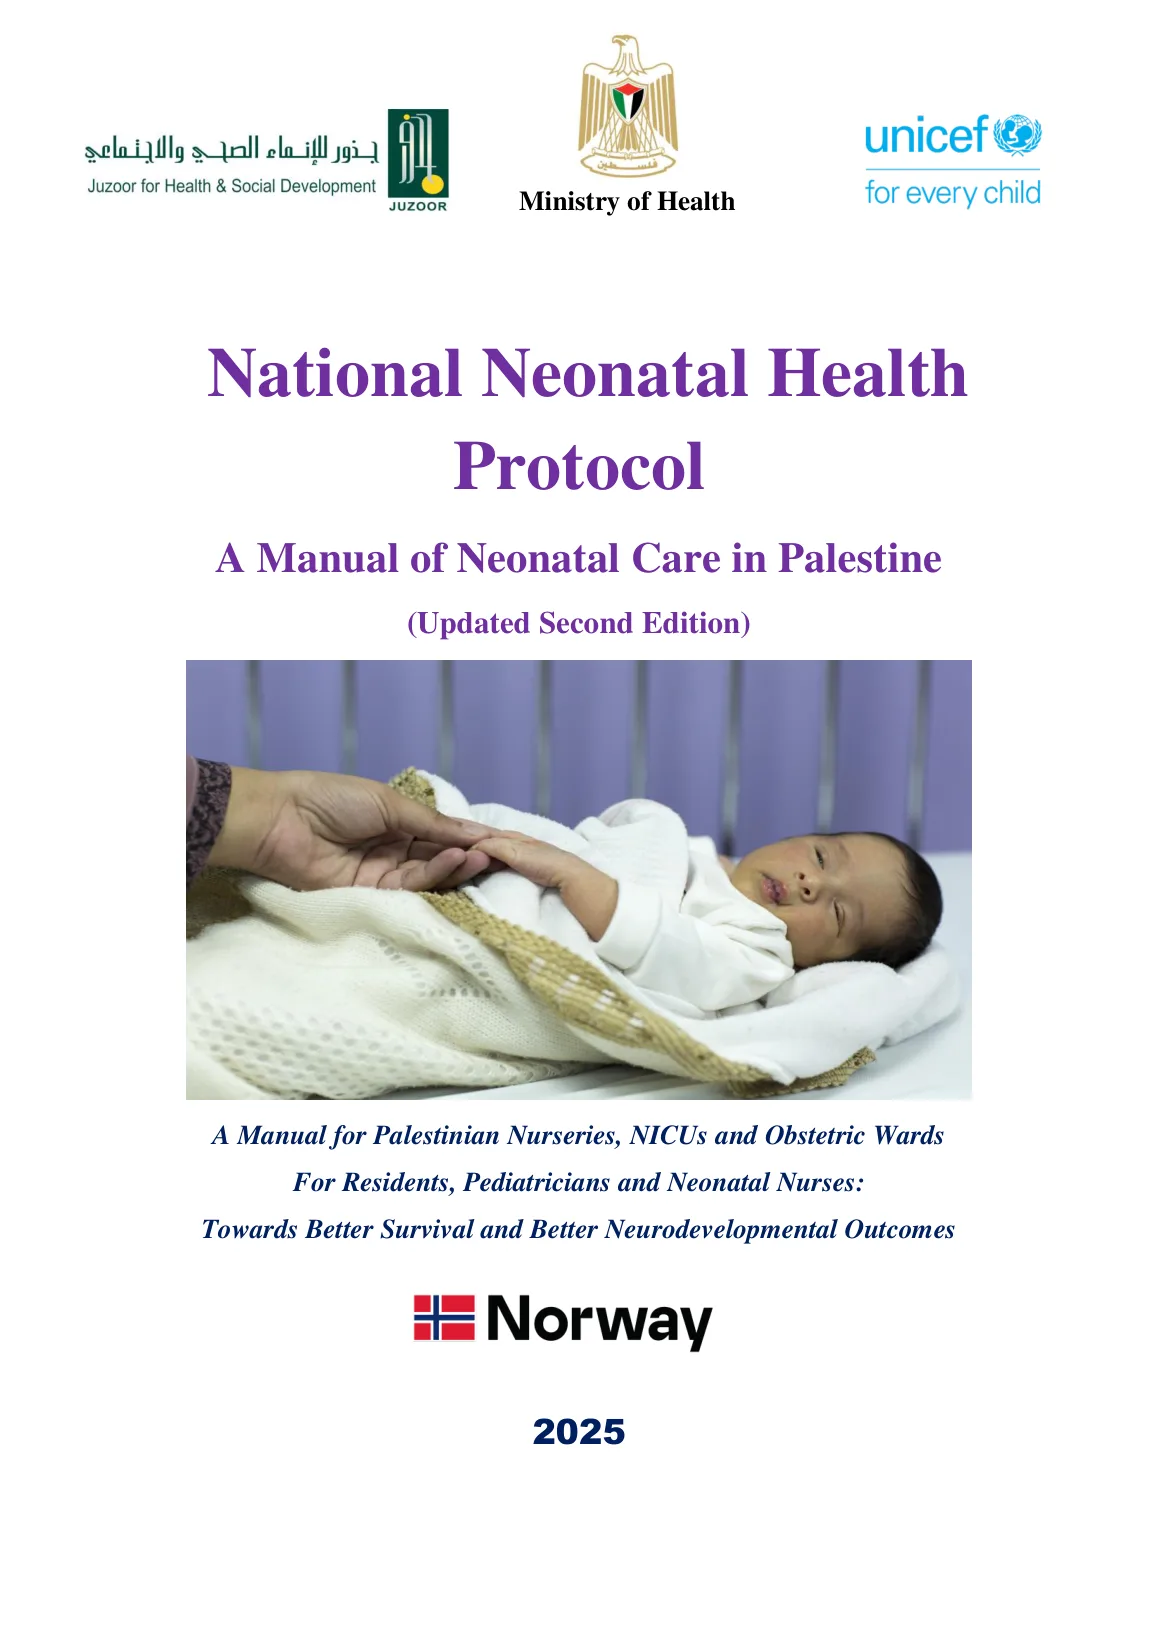 جذور للإنماء الصحي والاجتماعي
Juzoor for Health & Social Development
JUZOOR
فلسطين
Ministry of Health
unicef
for every child
National Neonatal Health
Protocol
A Manual of Neonatal Care in Palestine
(Updated Second Edition)
A Manual for Palestinian Nurseries, NICUs and Obstetric Wards
For Residents, Pediatricians and Neonatal Nurses:
Towards Better Survival and Better Neurodevelopmental Outcomes
Norway
2025